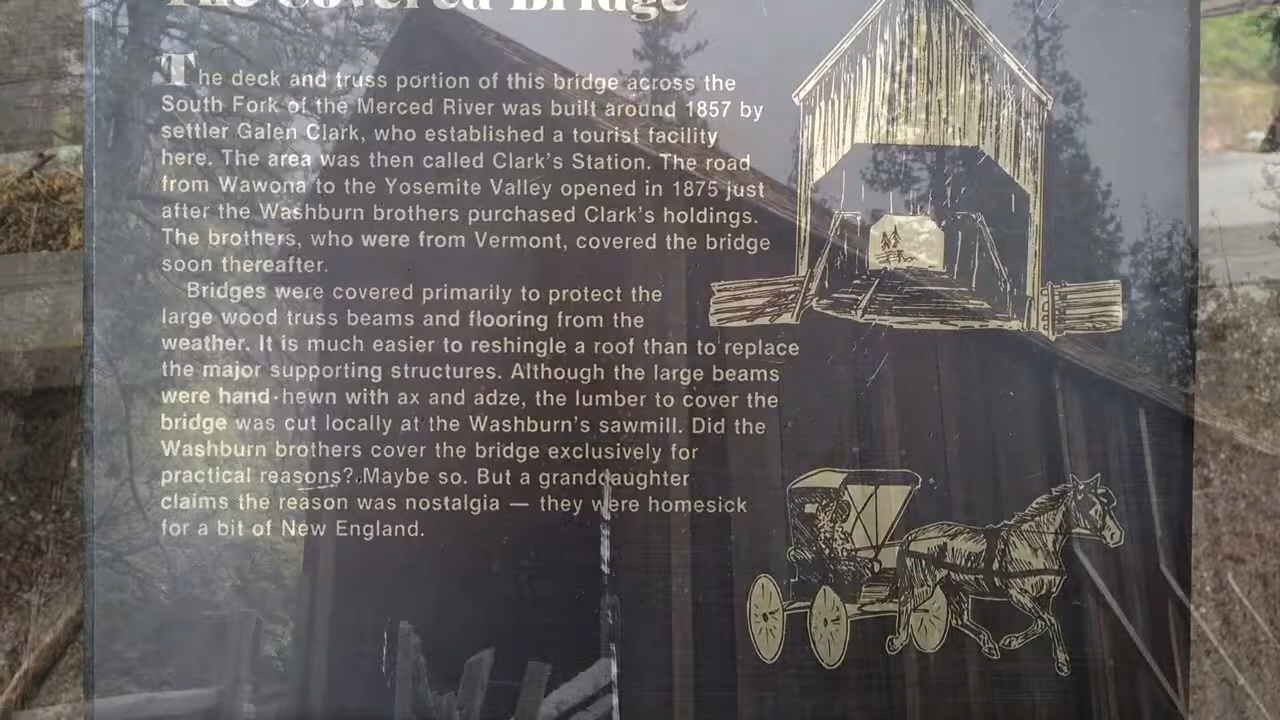 The Covered Bridge
The deck and truss portion of this bridge across the
South Fork of the Merced River was built around 1857 by
settler Galen Clark, who established a tourist facility
here. The area was then called Clark's Station. The road
from Wawona to the Yosemite Valley opened in 1875 just
after the Washburn brothers purchased Clark's holdings.
The brothers, who were from Vermont, covered the bridge
soon thereafter.
Bridges were covered primarily to protect the
large wood truss beams and flooring from the
weather. It is much easier to reshingle a roof than to replace
the major supporting structures. Although the large beams
were hand-hewn with ax and adze, the lumber to cover the
bridge was cut locally at the Washburn's sawmill. Did the
Washburn brothers cover the bridge exclusively for
practical reasons? Maybe so. But a granddaughter
claims the reason was nostalgia — they were homesick
for a bit of New England.